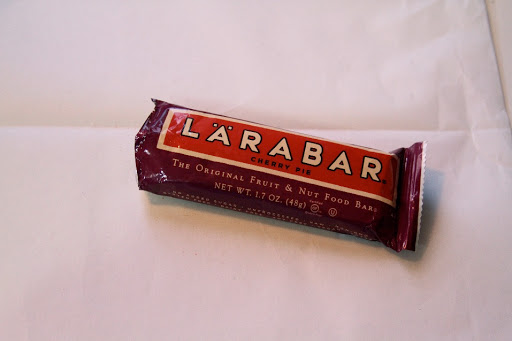 LÄRABAR®
CHERRY PIE
THE ORIGINAL FRUIT & NUT FOOD BAR
NET WT. 1.7 OZ. (48g)